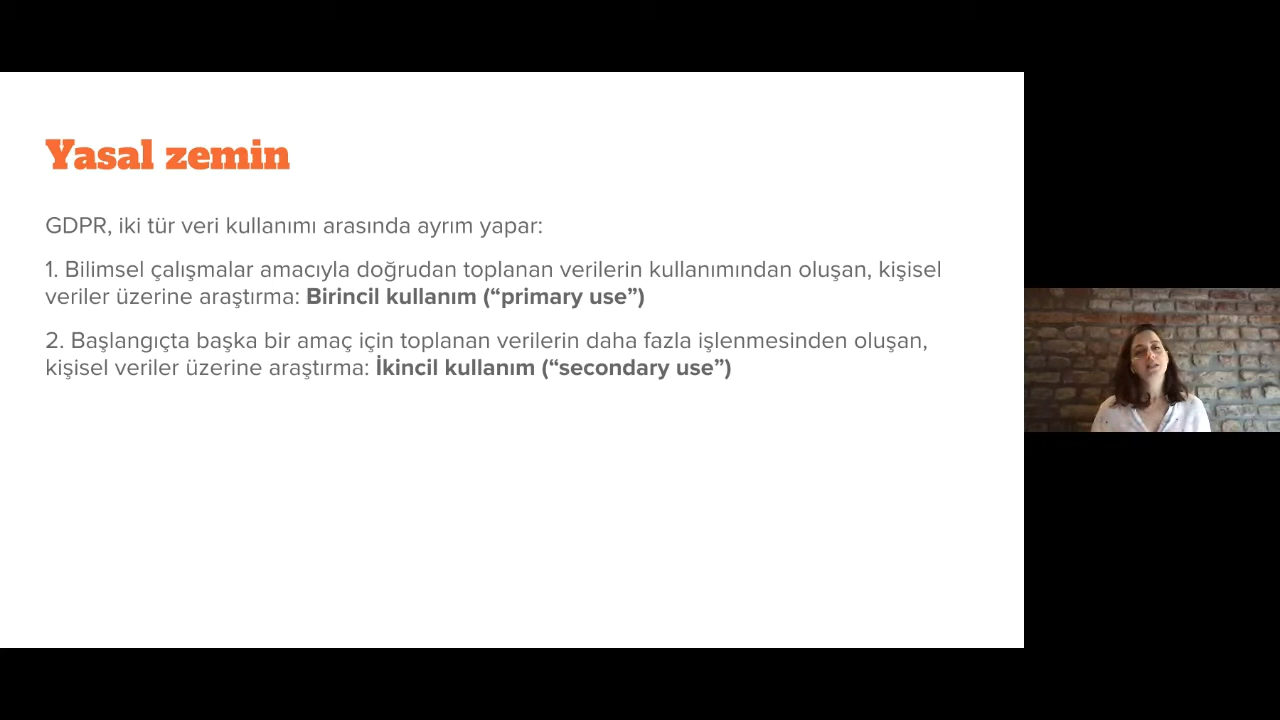 Yasal zemin
GDPR, iki tür veri kullanımı arasında ayrım yapar:
1. Bilimsel çalışmalar amacıyla doğrudan toplanan verilerin kullanımından oluşan, kişisel
veriler üzerine araştırma: Birincil kullanım (“primary use”)
2. Başlangıçta başka bir amaç için toplanan verilerin daha fazla işlenmesinden oluşan,
kişisel veriler üzerine araştırma: İkincil kullanım (“secondary use”)